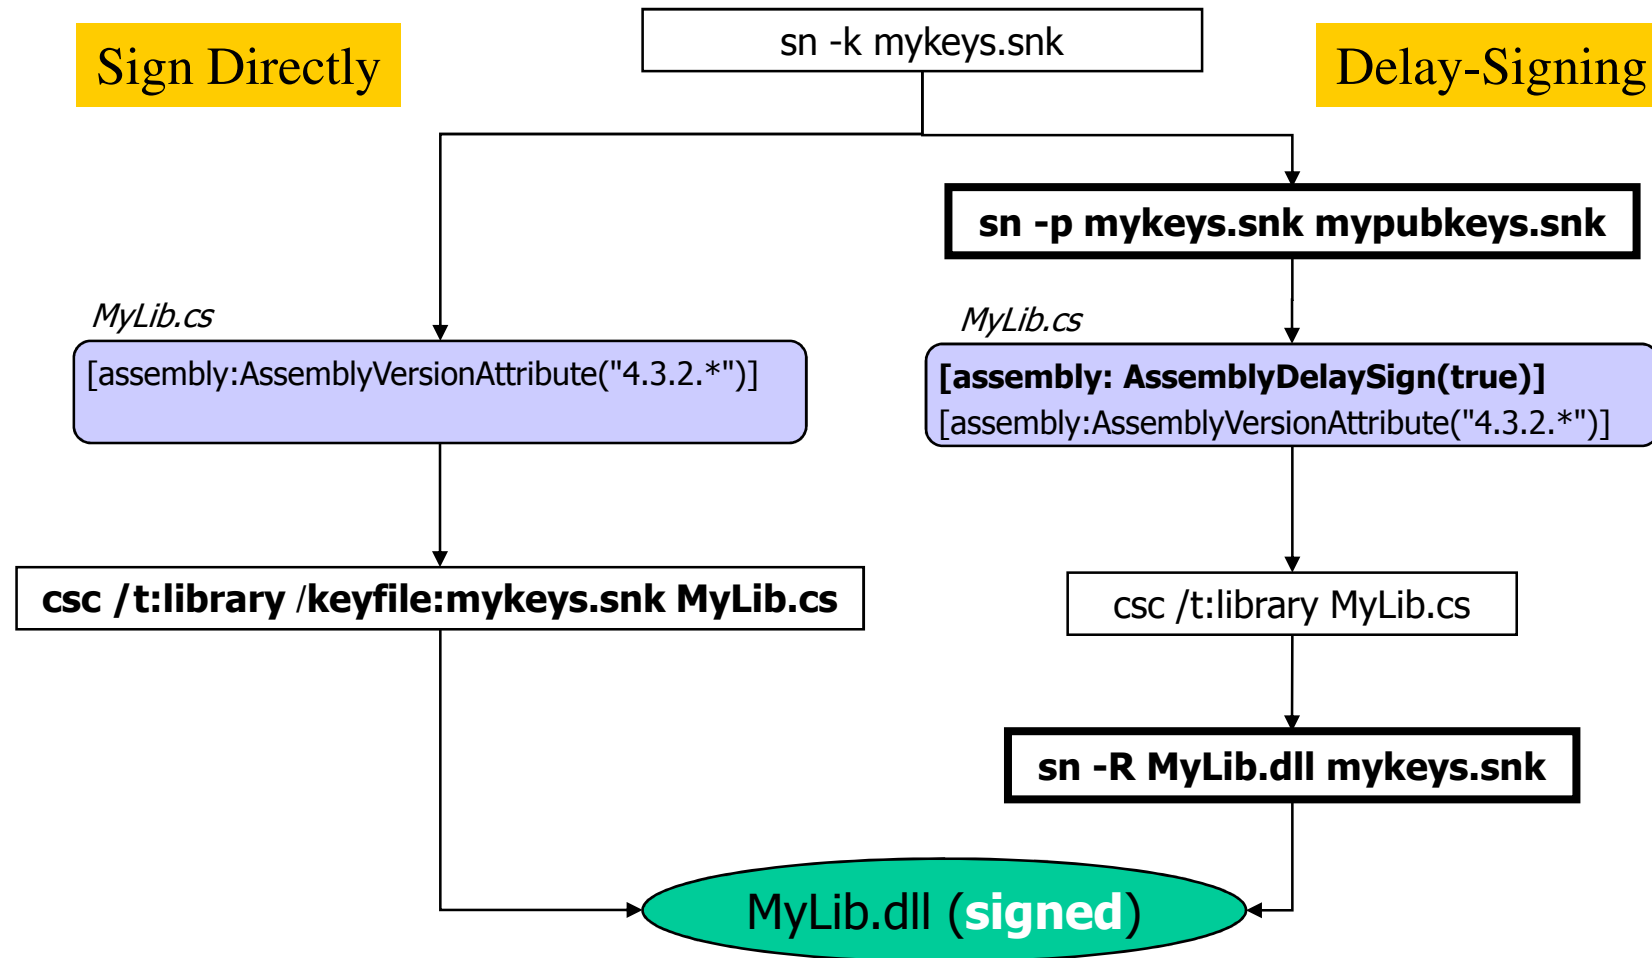 sn -k mykeys.snk
Sign Directly
Delay-Signing
sn -p mykeys.snk mypubkeys.snk
MyLib.cs
[assembly:AssemblyVersionAttribute("4.3.2.*")]
MyLib.cs
[assembly: AssemblyDelaySign(true)]
[assembly:AssemblyVersionAttribute("4.3.2.*")]
csc /t:library /keyfile:mykeys.snk MyLib.cs
csc /t:library MyLib.cs
sn -R MyLib.dll mykeys.snk
MyLib.dll (signed)